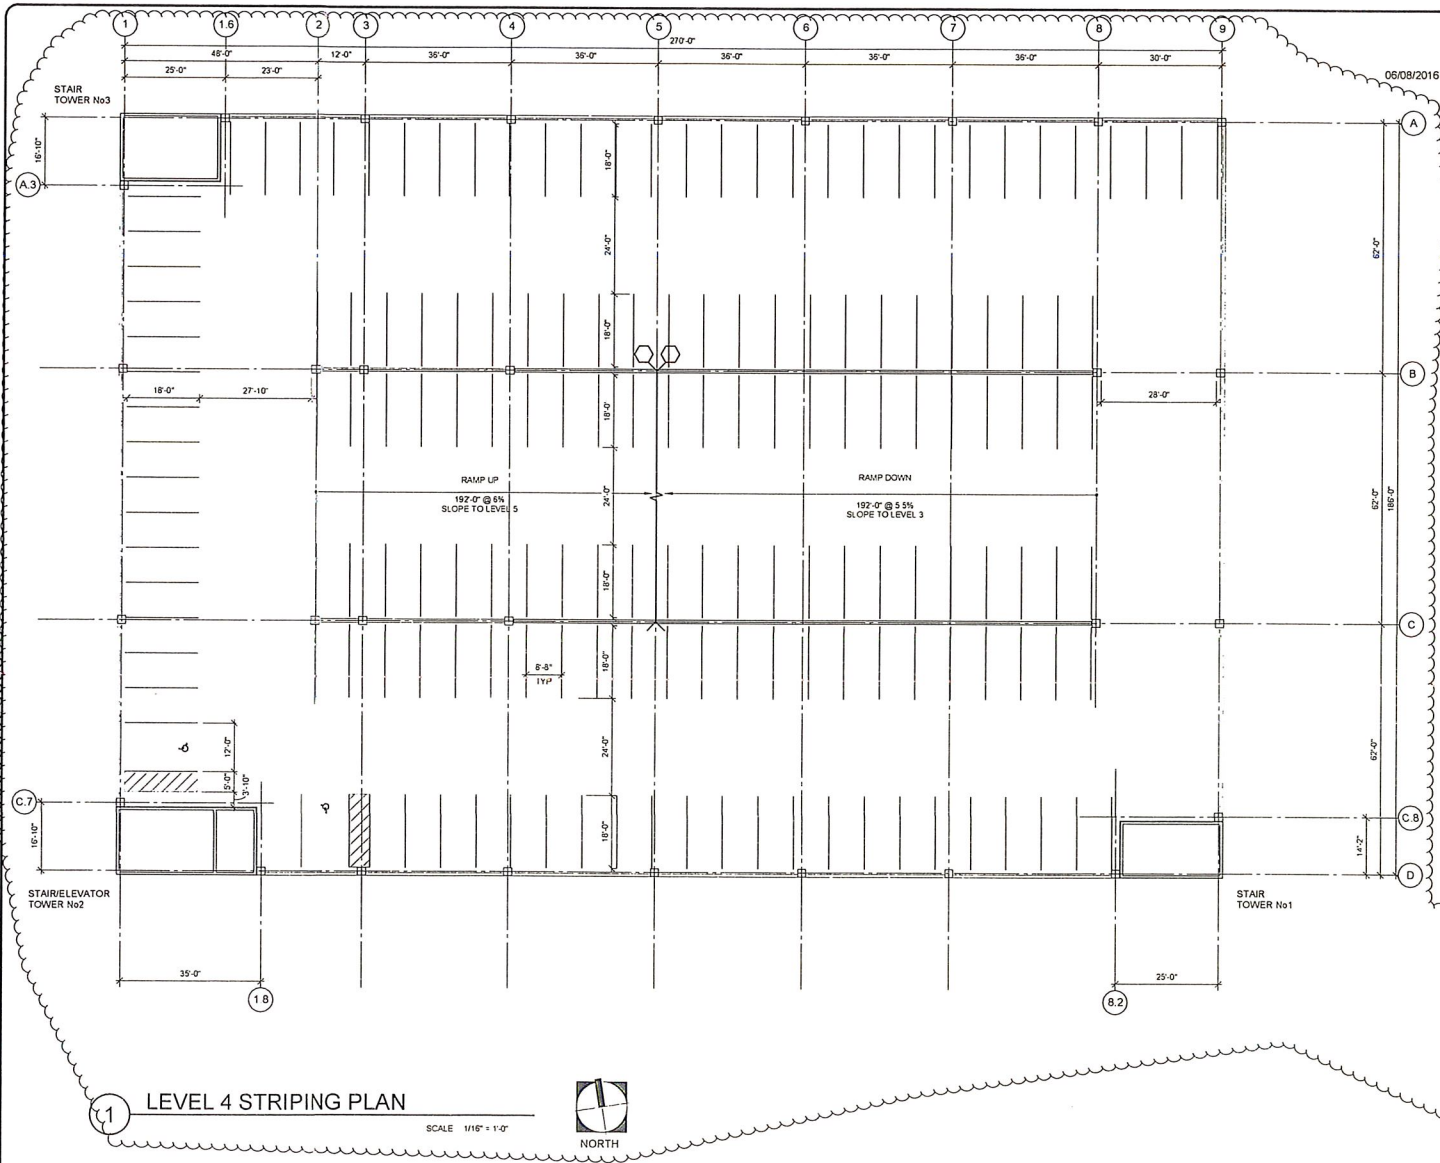 1 1.6 2 3 4 5 6 7 8 9
270'-0"
48'-0" 12'-0" 36'-0" 36'-0" 36'-0" 36'-0" 36'-0" 30'-0"
25'-0" 23'-0"
06/08/2016
STAIR
TOWER No3
A
16'-10"
18'-0"
A.3
24'-0"
62'-0"
18'-0"
B
18'-0" 27'-10"
28'-0"
18'-0"
RAMP UP
192'-0" @ 6%
SLOPE TO LEVEL 5
24'-0"
RAMP DOWN
192'-0" @ 5.5%
SLOPE TO LEVEL 3
62'-0"
186'-0"
18'-0"
C
8'-8"
TYP
18'-0"
12'-0"
24'-0"
62'-0"
5'-0"
3'-10"
C.7
C.8
16'-10"
18'-0"
14'-2"
D
STAIR/ELEVATOR
TOWER No2
STAIR
TOWER No1
35'-0"
25'-0"
1.8
8.2
1
LEVEL 4 STRIPING PLAN
SCALE 1/16" = 1'-0"
NORTH